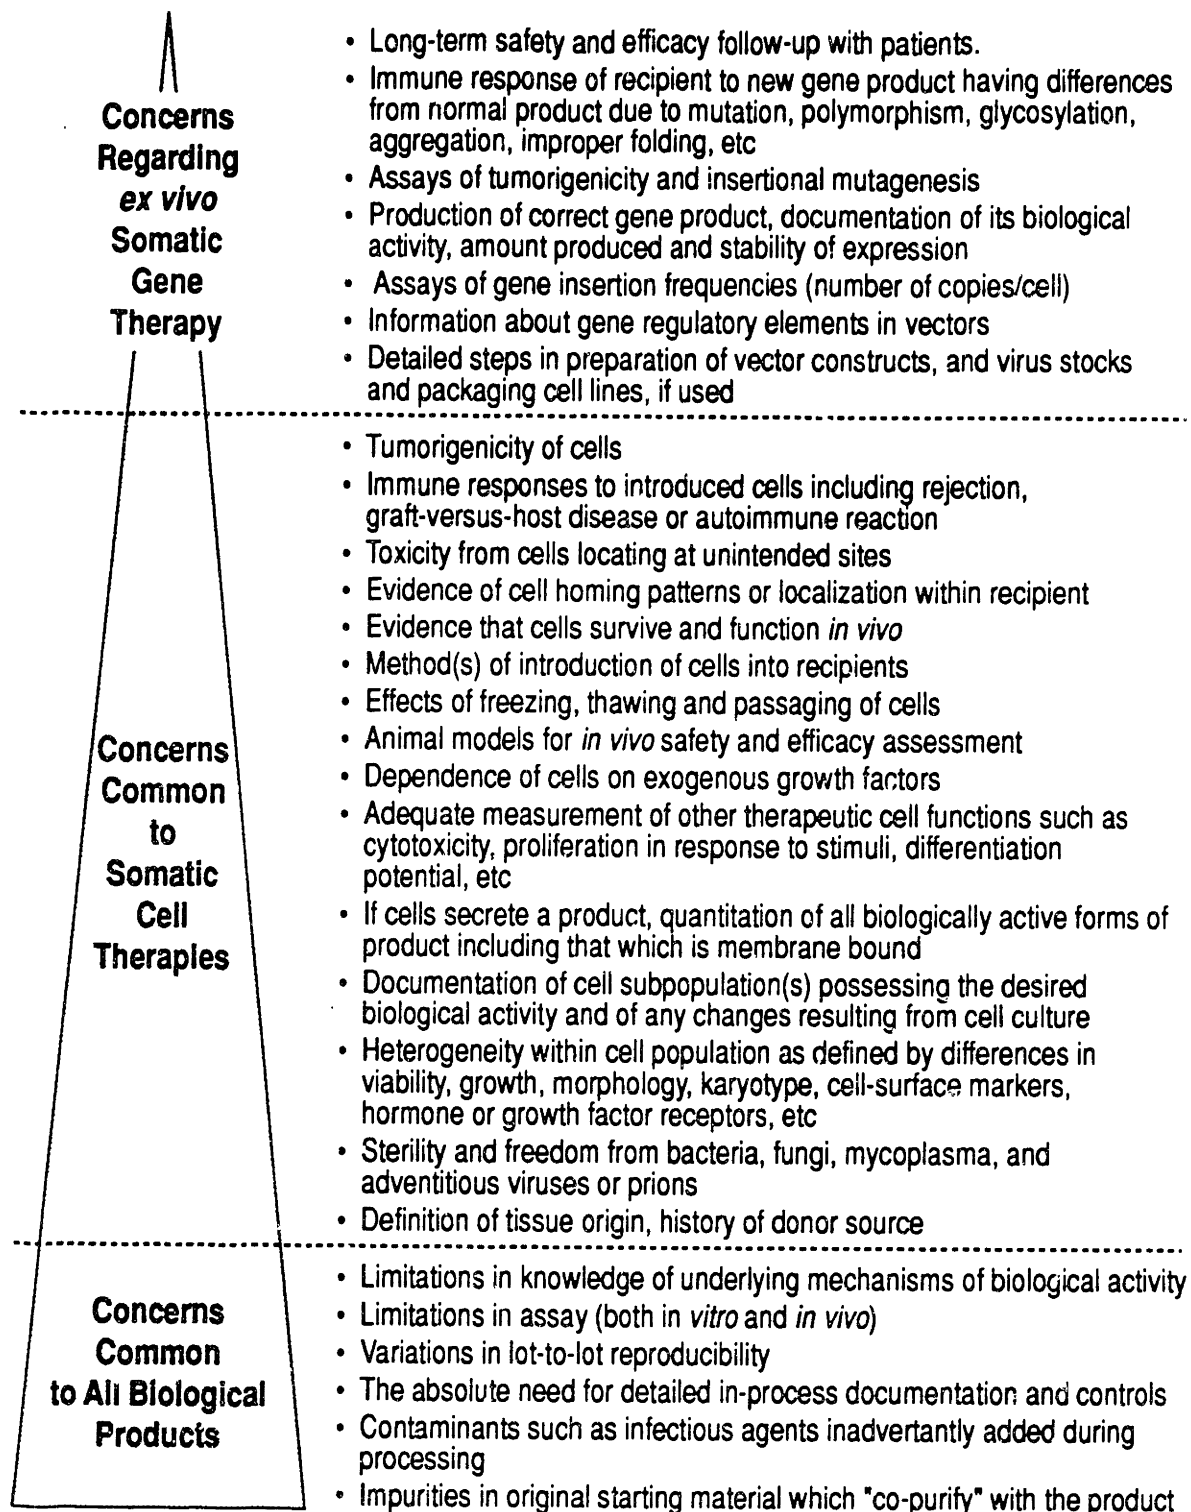 Concerns
Regarding
ex vivo
Somatic
Gene
Therapy
• Long-term safety and efficacy follow-up with patients.
• Immune response of recipient to new gene product having differences
from normal product due to mutation, polymorphism, glycosylation,
aggregation, improper folding, etc
• Assays of tumorigenicity and insertional mutagenesis
• Production of correct gene product, documentation of its biological
activity, amount produced and stability of expression
• Assays of gene insertion frequencies (number of copies/cell)
• Information about gene regulatory elements in vectors
• Detailed steps in preparation of vector constructs, and virus stocks
and packaging cell lines, if used
Concerns
Common
to
Somatic
Cell
Therapies
• Tumorigenicity of cells
• Immune responses to introduced cells including rejection,
graft-versus-host disease or autoimmune reaction
• Toxicity from cells locating at unintended sites
• Evidence of cell homing patterns or localization within recipient
• Evidence that cells survive and function in vivo
• Method(s) of introduction of cells into recipients
• Effects of freezing, thawing and passaging of cells
• Animal models for in vivo safety and efficacy assessment
• Dependence of cells on exogenous growth factors
• Adequate measurement of other therapeutic cell functions such as
cytotoxicity, proliferation in response to stimuli, differentiation
potential, etc
• If cells secrete a product, quantitation of all biologically active forms of
product including that which is membrane bound
• Documentation of cell subpopulation(s) possessing the desired
biological activity and of any changes resulting from cell culture
• Heterogeneity within cell population as defined by differences in
viability, growth, morphology, karyotype, cell-surface markers,
hormone or growth factor receptors, etc
• Sterility and freedom from bacteria, fungi, mycoplasma, and
adventitious viruses or prions
• Definition of tissue origin, history of donor source
Concerns
Common
to All Biological
Products
• Limitations in knowledge of underlying mechanisms of biological activity
• Limitations in assay (both in vitro and in vivo)
• Variations in lot-to-lot reproducibility
• The absolute need for detailed in-process documentation and controls
• Contaminants such as infectious agents inadvertantly added during
processing
• Impurities in original starting material which "co-purify" with the product